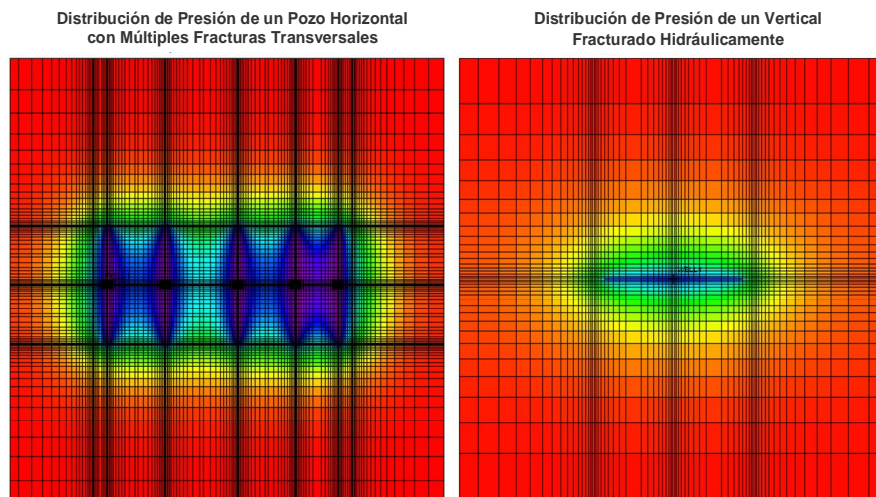 Distribución de Presión de un Pozo Horizontal
con Múltiples Fracturas Transversales
Distribución de Presión de un Vertical
Fracturado Hidráulicamente